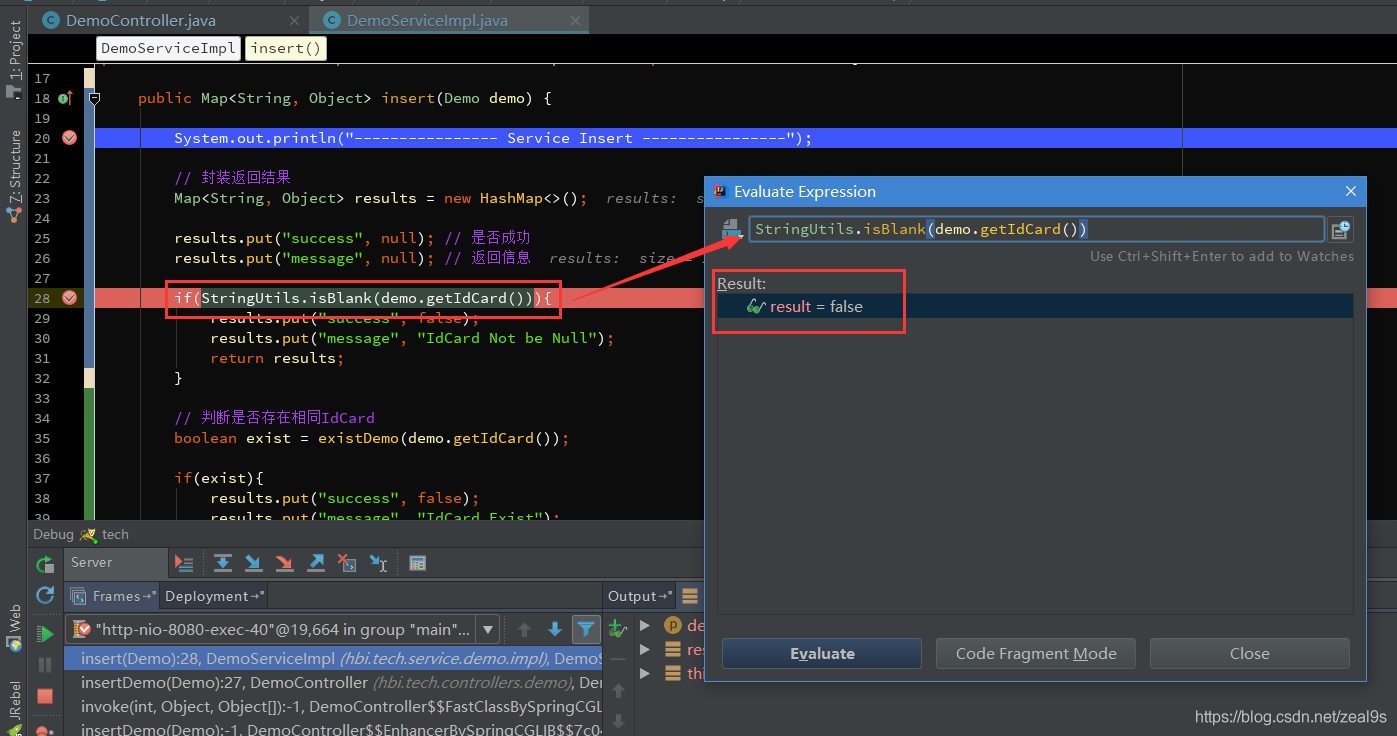 DemoController.java
DemoServiceImpl.java
1: Project
DemoServiceImpl
insert()
17
18 public Map<String, Object> insert(Demo demo) {
19
20 System.out.println("---------------- Service Insert ----------------");
21
22 // 封装返回结果
23 Map<String, Object> results = new HashMap<>(); results: s
24
25 results.put("success", null); // 是否成功
26 results.put("message", null); // 返回信息 results: size =
27
28 if(StringUtils.isBlank(demo.getIdCard())){
29 results.put("success", false);
30 results.put("message", "IdCard Not be Null");
31 return results;
32 }
33
34 // 判断是否存在相同IdCard
35 boolean exist = existDemo(demo.getIdCard());
36
37 if(exist){
38 results.put("success", false);
39 results.put("message", "IdCard Exist");
Z: Structure
Evaluate Expression
StringUtils.isBlank(demo.getIdCard())
Use Ctrl+Shift+Enter to add to Watches
Result:
result = false
Evaluate
Code Fragment Mode
Close
Debug tech
Server
Frames→"
Deployment→"
Output→"
"http-nio-8080-exec-40"@19,664 in group "main"...
insert(Demo):28, DemoServiceImpl (hbi.tech.service.demo.impl), DemoS
insertDemo(Demo):27, DemoController (hbi.tech.controllers.demo), Der
invoke(int, Object, Object[]):-1, DemoController$$FastClassBySpringCGL
insertDemo(Demo):-1, DemoController$$EnhancerBySpringCGLIB$$7c04
de
res
thi
Web
JRebel
https://blog.csdn.net/zeal9s